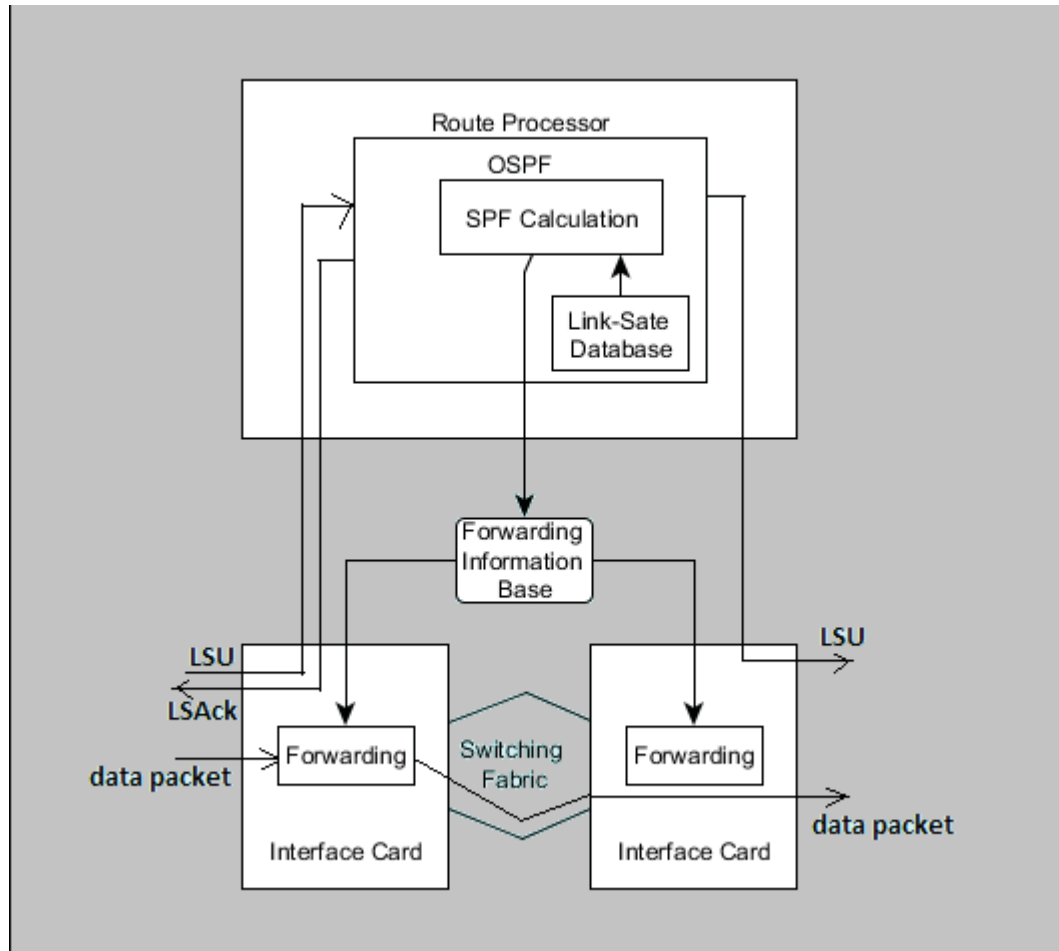 Route Processor
OSPF
SPF Calculation
Link-Sate
Database
Forwarding
Information
Base
LSU
LSU
LSAck
Forwarding
Switching
Fabric
Forwarding
data packet
data packet
Interface Card
Interface Card